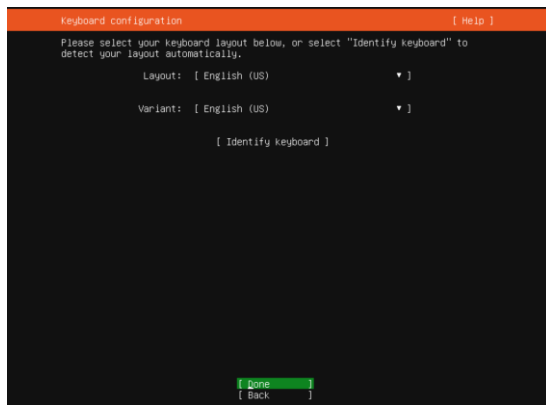 Keyboard configuration [ Help ]
Please select your keyboard layout below, or select "Identify keyboard" to
detect your layout automatically.
Layout: [ English (US) ▾ ]
Variant: [ English (US) ▾ ]
[ Identify keyboard ]
[ Done ]
[ Back ]